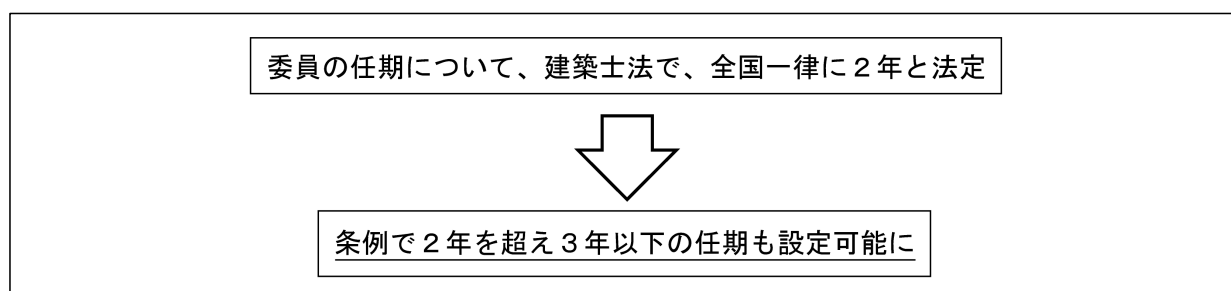 委員の任期について、建築士法で、全国一律に２年と法定
条例で２年を超え３年以下の任期も設定可能に